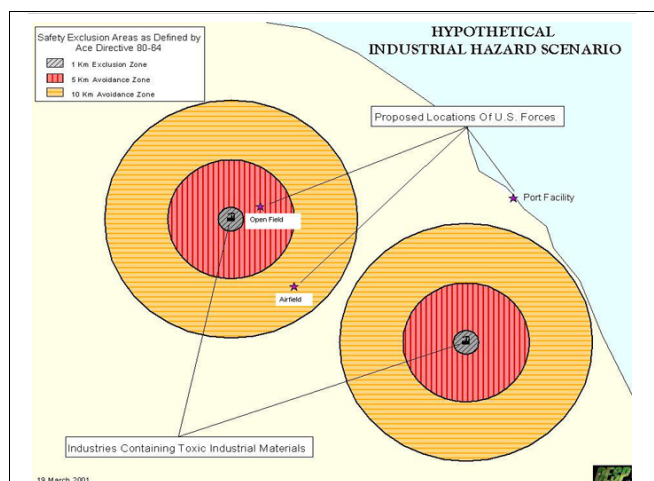 HYPOTHETICAL
INDUSTRIAL HAZARD SCENARIO
Safety Exclusion Areas as Defined by
Ace Directive 80-64
1 Km Exclusion Zone
5 Km Avoidance Zone
10 Km Avoidance Zone
Proposed Locations Of U.S. Forces
Port Facility
Open Field
Airfield
Industries Containing Toxic Industrial Materials
19 March 2001
DESP